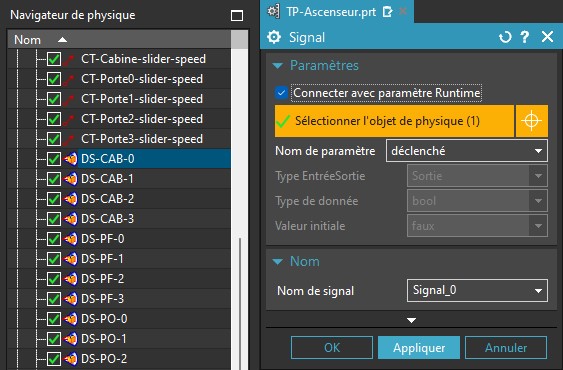 Navigateur de physique
Nom
CT-Cabine-slider-speed
CT-Porte0-slider-speed
CT-Porte1-slider-speed
CT-Porte2-slider-speed
CT-Porte3-slider-speed
DS-CAB-0
DS-CAB-1
DS-CAB-2
DS-CAB-3
DS-PF-0
DS-PF-1
DS-PF-2
DS-PF-3
DS-PO-0
DS-PO-1
DS-PO-2
TP-Ascenseur.prt
Signal
Paramètres
Connecter avec paramètre Runtime
Sélectionner l'objet de physique (1)
Nom de paramètre déclenché
Type EntréeSortie Sortie
Type de donnée bool
Valeur initiale faux
Nom
Nom de signal Signal_0
OK Appliquer Annuler